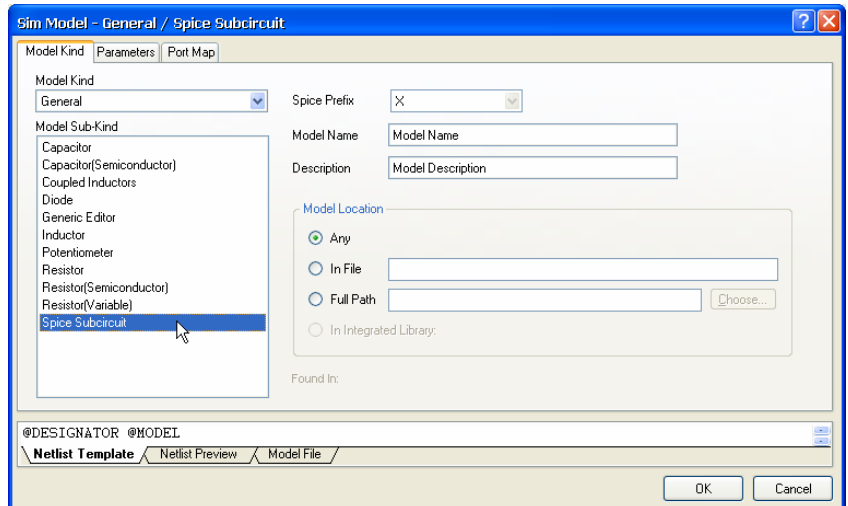 Sim Model - General / Spice Subcircuit
Model Kind Parameters Port Map
Model Kind
General
Model Sub-Kind
Capacitor
Capacitor(Semiconductor)
Coupled Inductors
Diode
Generic Editor
Inductor
Potentiometer
Resistor
Resistor(Semiconductor)
Resistor(Variable)
Spice Subcircuit
Spice Prefix X
Model Name Model Name
Description Model Description
Model Location
Any
In File
Full Path Choose...
In Integrated Library:
Found In:
@DESIGNATOR @MODEL
Netlist Template Netlist Preview Model File
OK Cancel